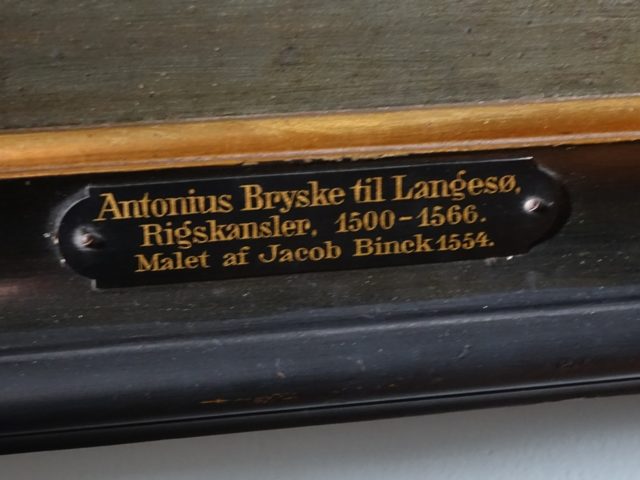 Antonius Bryske til Langesø,
Rigskansler. 1500-1566.
Malet af Jacob Binck 1554.